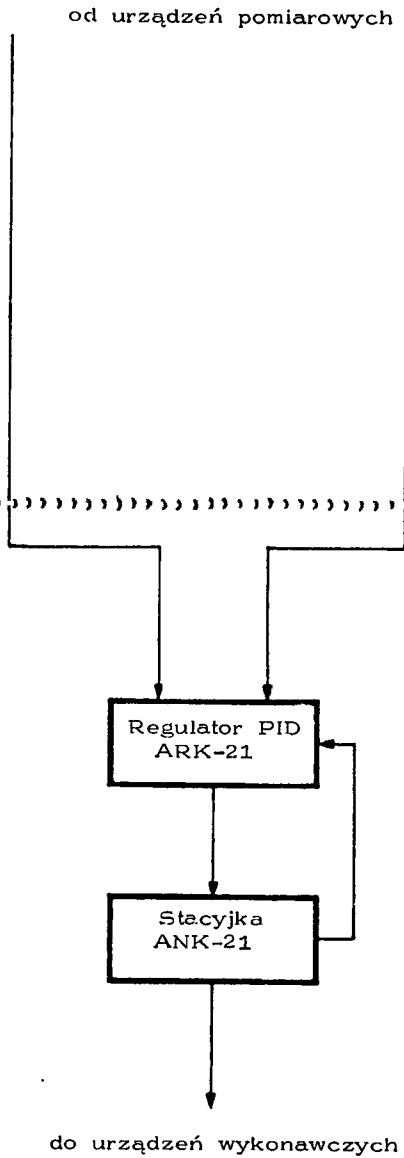 od urządzeń pomiarowych
Regulator PID
ARK-21
Stacyjka
ANK-21
do urządzeń wykonawczych